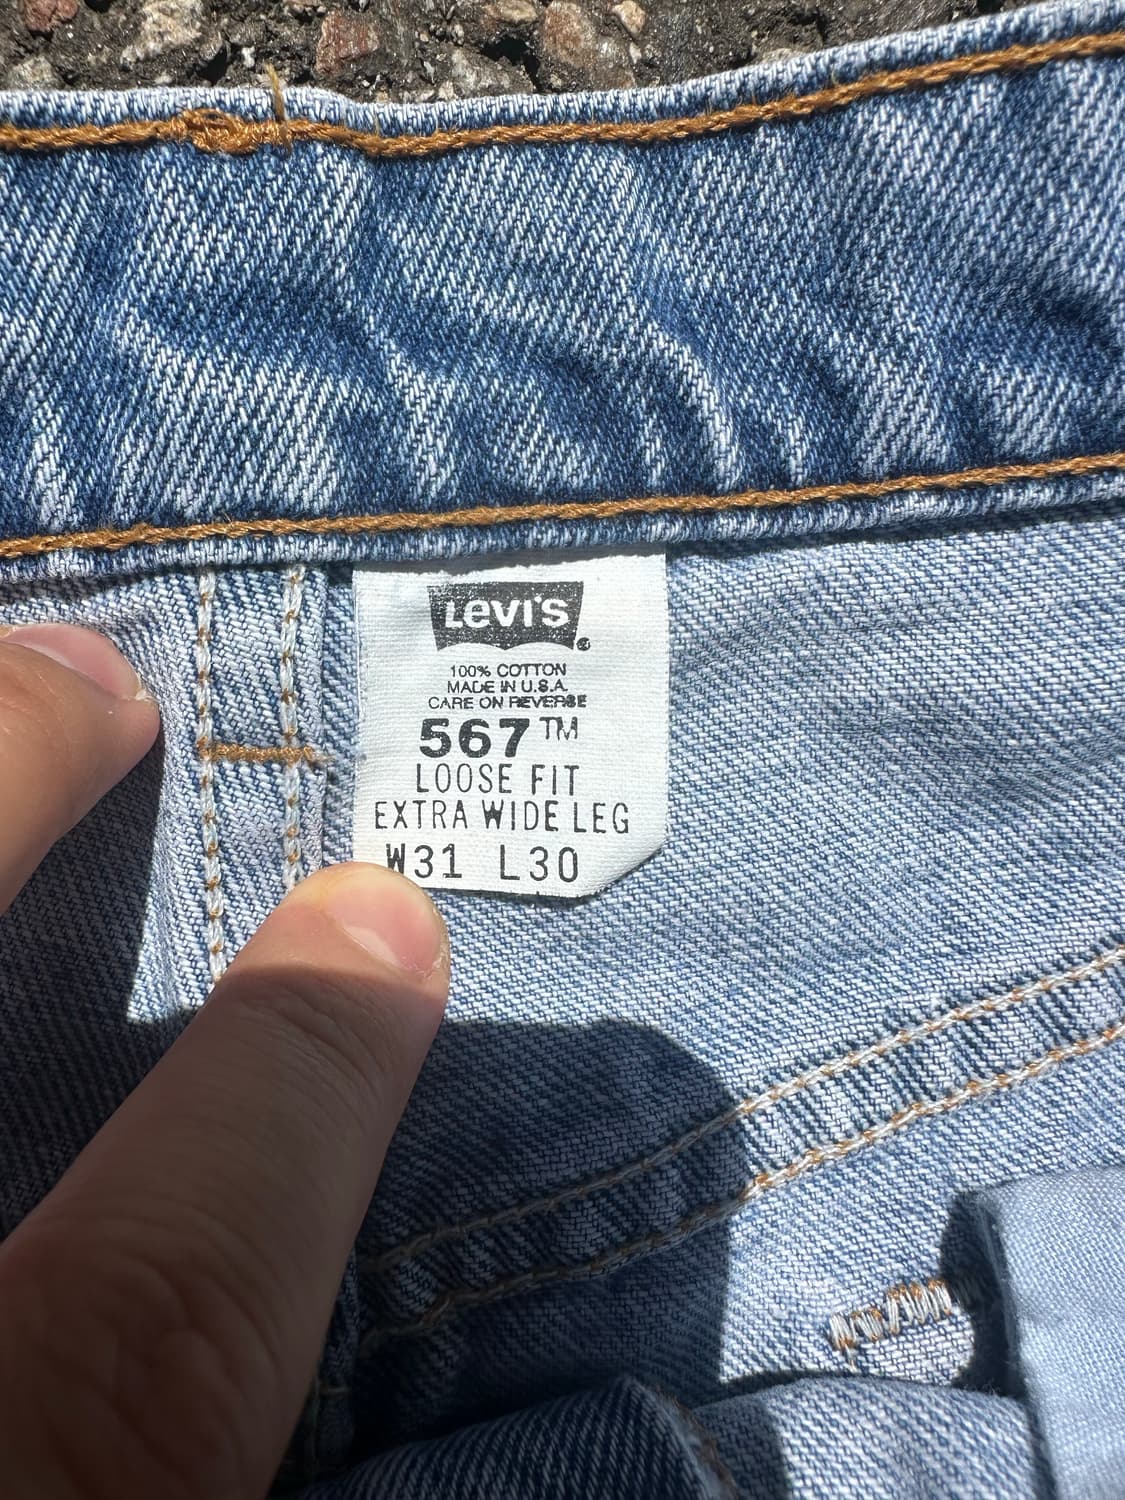 LEVI'S
100% COTTON
MADE IN U.S.A.
CARE ON REVERSE
567™
LOOSE FIT
EXTRA WIDE LEG
W31 L30